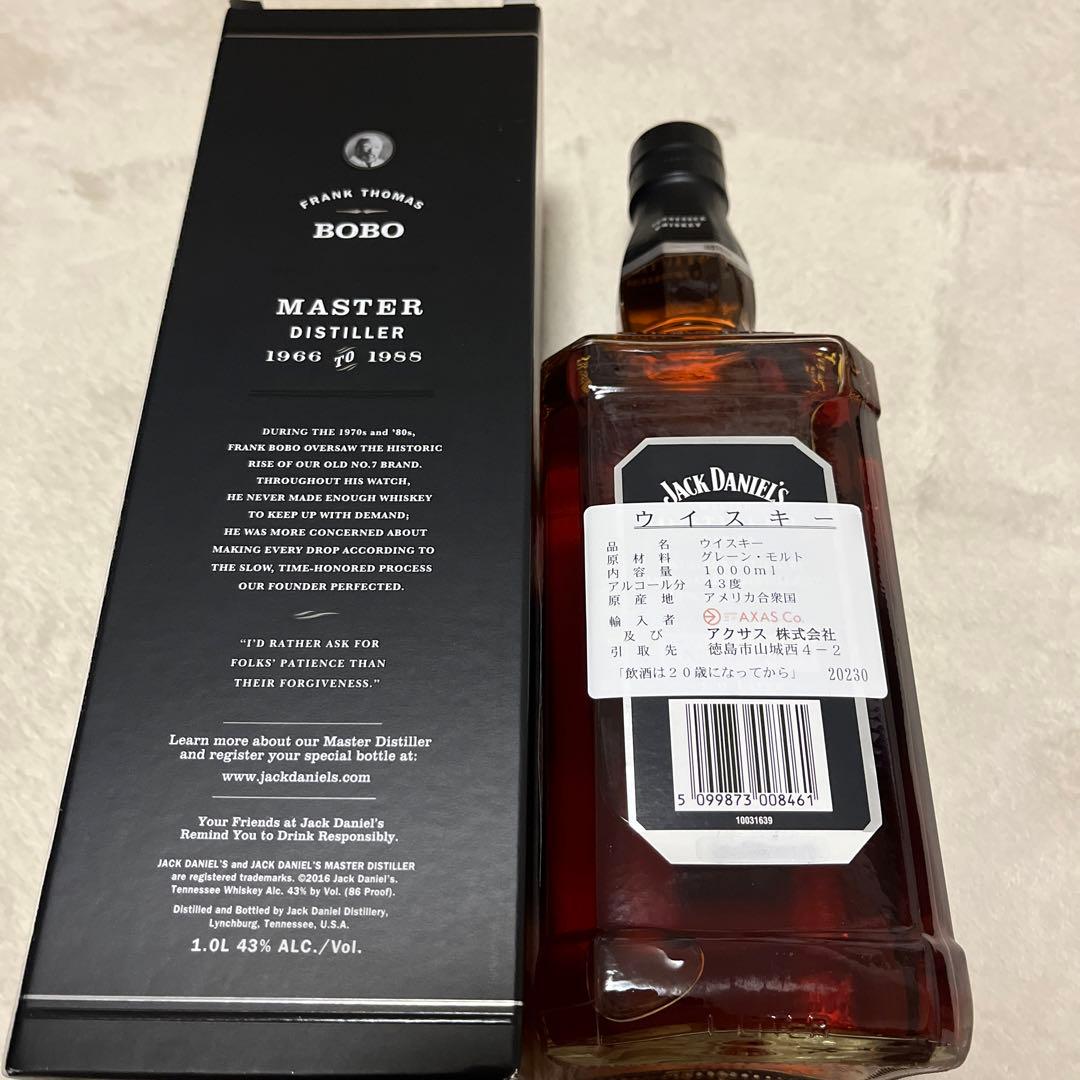 FRANK THOMAS
BOBO
MASTER
DISTILLER
1966 TO 1988
DURING THE 1970s and '80s,
FRANK BOBO OVERSAW THE HISTORIC
RISE OF OUR OLD NO.7 BRAND.
THROUGHOUT HIS WATCH,
HE NEVER MADE ENOUGH WHISKEY
TO KEEP UP WITH DEMAND;
HE WAS MORE CONCERNED ABOUT
MAKING EVERY DROP ACCORDING TO
THE SLOW, TIME-HONORED PROCESS
OUR FOUNDER PERFECTED.
"I'D RATHER ASK FOR
FOLKS' PATIENCE THAN
THEIR FORGIVENESS."
Learn more about our Master Distiller
and register your special bottle at:
www.jackdaniels.com
Your Friends at Jack Daniel's
Remind You to Drink Responsibly.
JACK DANIEL'S and JACK DANIEL'S MASTER DISTILLER
are registered trademarks. ©2016 Jack Daniel's.
Tennessee Whiskey Alc. 43% by Vol. (86 Proof).
Distilled and Bottled by Jack Daniel Distillery,
Lynchburg, Tennessee, U.S.A.
1.0L 43% ALC./Vol.
TENNESSEE
WHISKEY
JACK DANIEL'S
ウイスキー
品名 ウイスキー
原材料 グレーン・モルト
内容量 1000ml
アルコール分 43度
原産地 アメリカ合衆国
輸入者 AXAS Co.
及び アクサス 株式会社
引取先 徳島市山城西4-2
「飲酒は20歳になってから」 20230
5 099873 008461
10031639
1 LITER